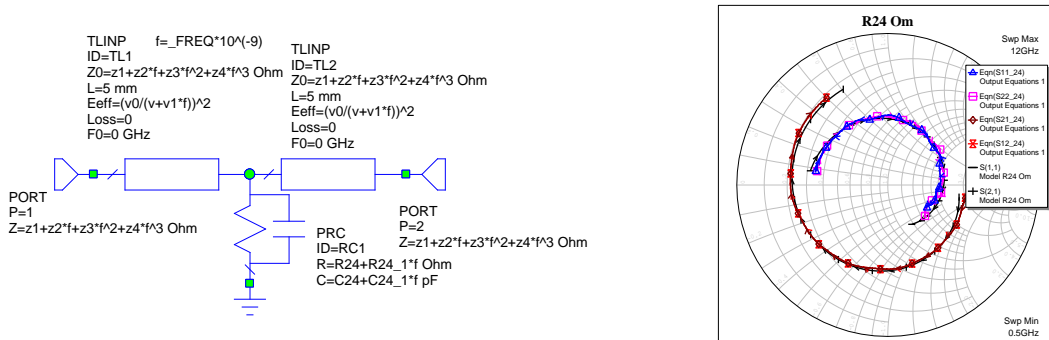 TLINP f=_FREQ*10^(-9)
ID=TL1
Z0=z1+z2*f+z3*f^2+z4*f^3 Ohm
L=5 mm
Eeff=(v0/(v+v1*f))^2
Loss=0
F0=0 GHz
TLINP
ID=TL2
Z0=z1+z2*f+z3*f^2+z4*f^3 Ohm
L=5 mm
Eeff=(v0/(v+v1*f))^2
Loss=0
F0=0 GHz
PORT
P=1
Z=z1+z2*f+z3*f^2+z4*f^3 Ohm
PRC
ID=RC1
R=R24+R24_1*f Ohm
C=C24+C24_1*f pF
PORT
P=2
Z=z1+z2*f+z3*f^2+z4*f^3 Ohm
R24 Om
Swp Max
12GHz
Eqn(S11_24)
Output Equations 1
Eqn(S22_24)
Output Equations 1
Eqn(S21_24)
Output Equations 1
Eqn(S12_24)
Output Equations 1
S(1,1)
Model R24 Om
S(2,1)
Model R24 Om
Swp Min
0.5GHz